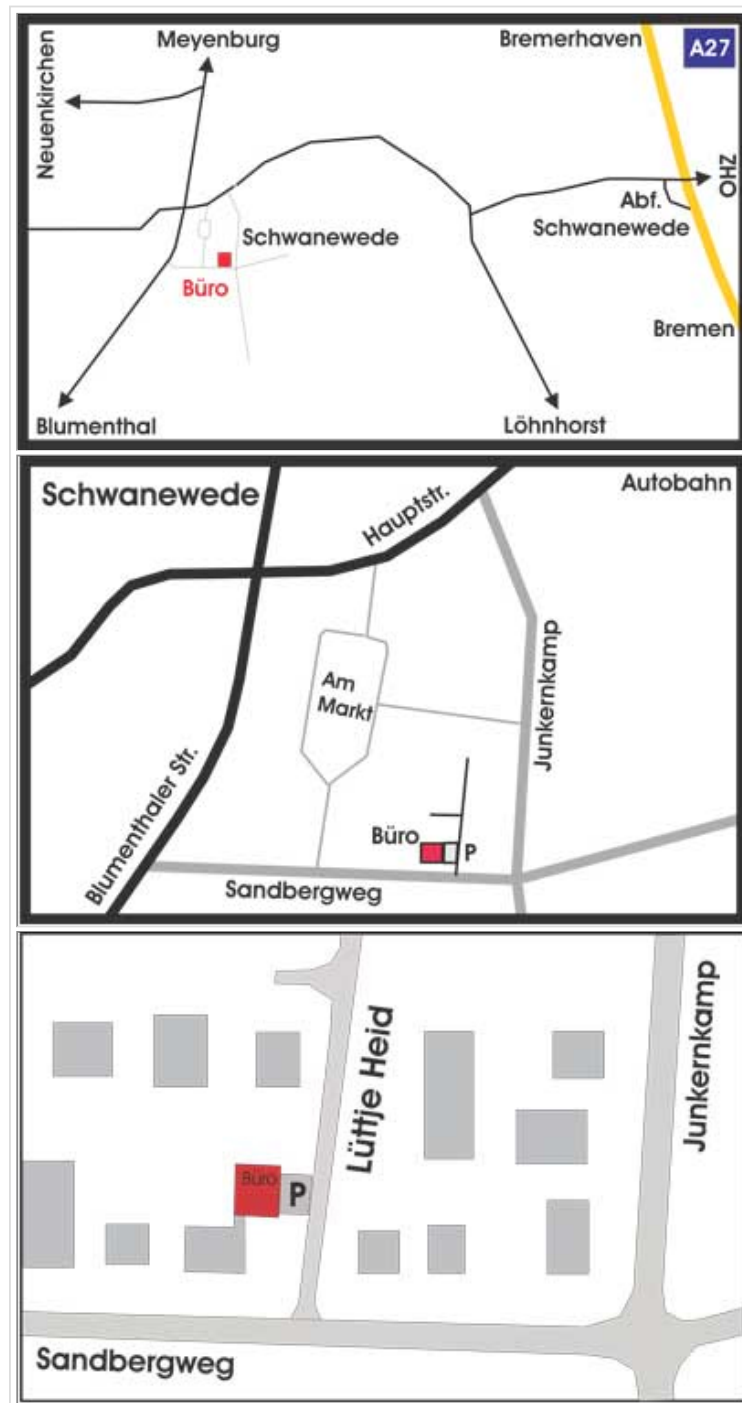 Meyenburg
Bremerhaven
A27
Neuenkirchen
OHZ
Abf.
Schwanewede
Schwanewede
Büro
Bremen
Blumenthal
Löhnhorst
Schwanewede
Autobahn
Hauptstr.
Am
Markt
Junkernkamp
Blumenthaler Str.
Büro
P
Sandbergweg
Lüttje Heid
Junkernkamp
Büro
P
Sandbergweg